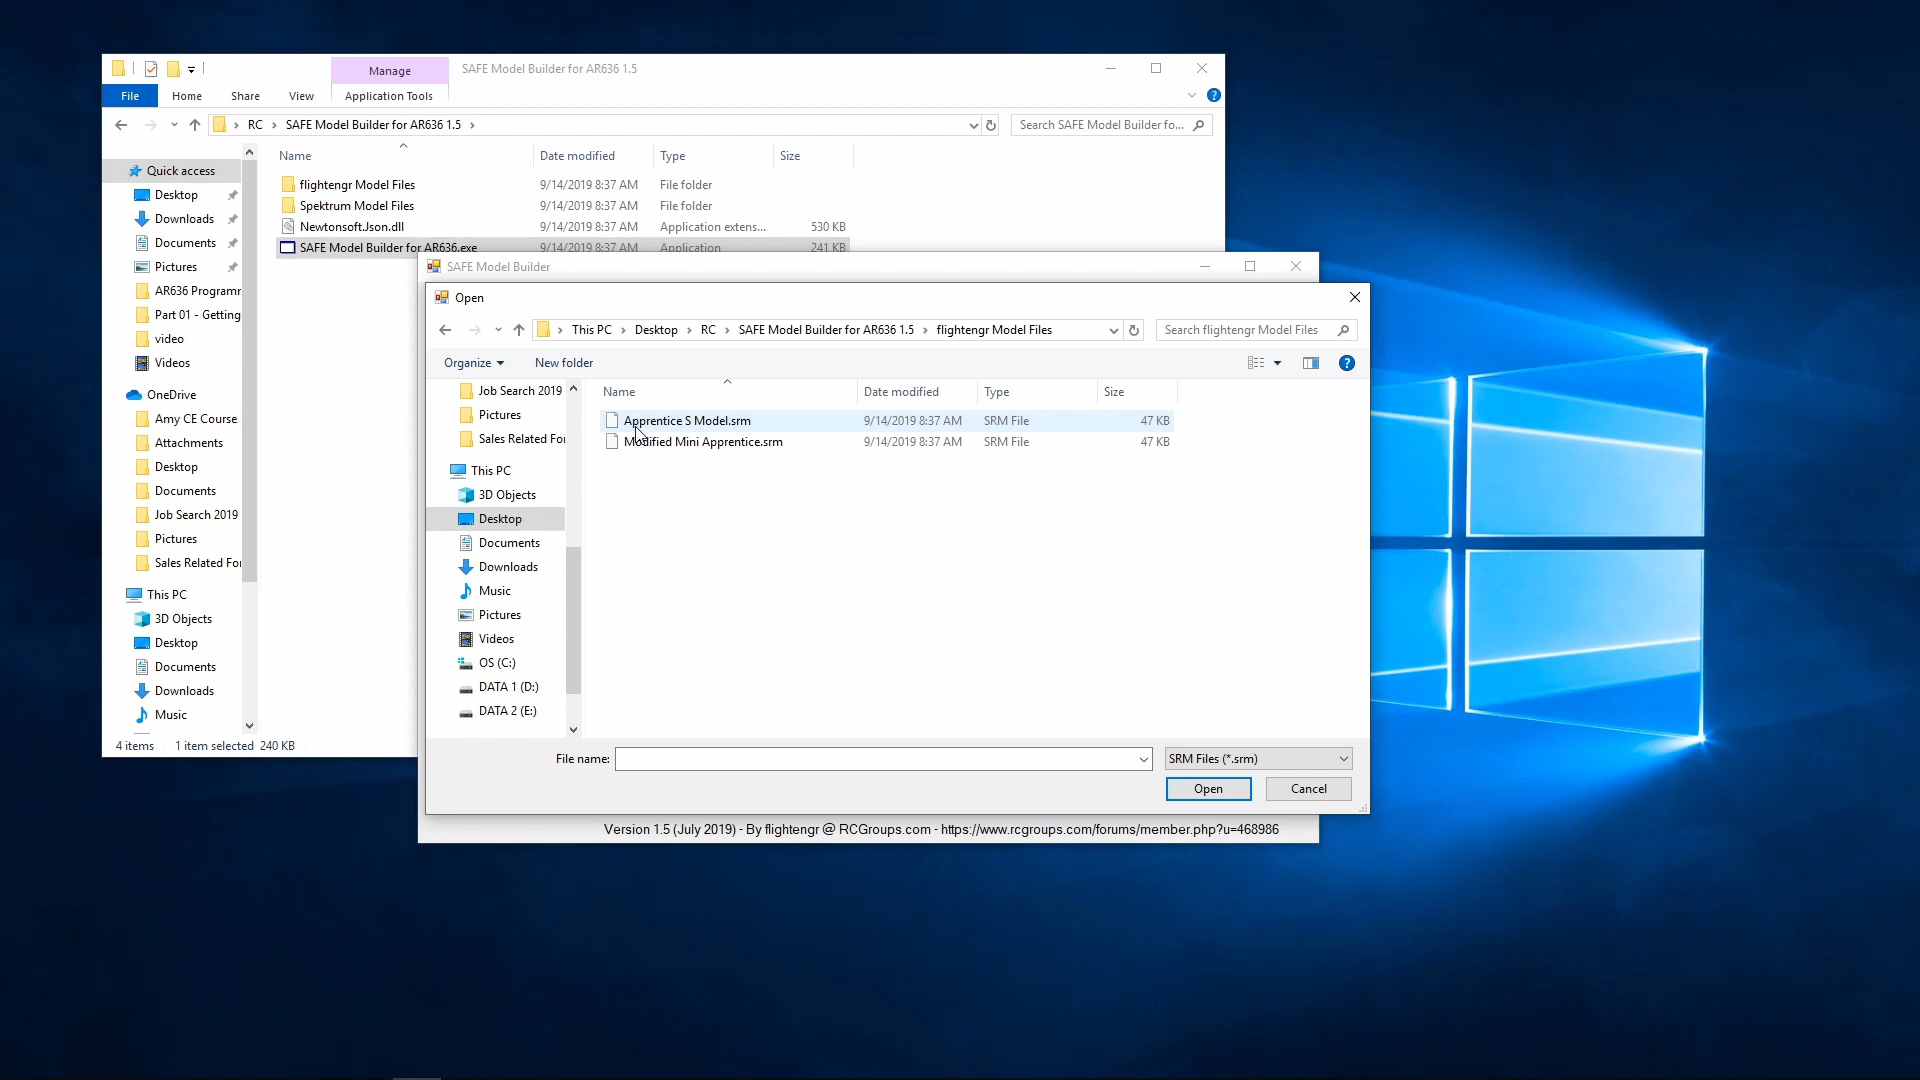 Manage
SAFE Model Builder for AR636 1.5
File
Home
Share
View
Application Tools
RC
SAFE Model Builder for AR636 1.5
Search SAFE Model Builder fo...
Name
Date modified
Type
Size
Quick access
Desktop
Downloads
Documents
Pictures
AR636 Programr
Part 01 - Getting
video
Videos
OneDrive
Amy CE Course
Attachments
Desktop
Documents
Job Search 2019
Pictures
Sales Related For
This PC
3D Objects
Desktop
Documents
Downloads
Music
flightengr Model Files 9/14/2019 8:37 AM File folder
Spektrum Model Files 9/14/2019 8:37 AM File folder
Newtonsoft.Json.dll 9/14/2019 8:37 AM Application extens... 530 KB
SAFE Model Builder for AR636.exe 9/14/2019 8:37 AM Application 241 KB
4 items 1 item selected 240 KB
SAFE Model Builder
Open
This PC
Desktop
RC
SAFE Model Builder for AR636 1.5
flightengr Model Files
Search flightengr Model Files
Organize
New folder
Job Search 2019
Pictures
Sales Related For
This PC
3D Objects
Desktop
Documents
Downloads
Music
Pictures
Videos
OS (C:)
DATA 1 (D:)
DATA 2 (E:)
Name
Date modified
Type
Size
Apprentice S Model.srm 9/14/2019 8:37 AM SRM File 47 KB
Modified Mini Apprentice.srm 9/14/2019 8:37 AM SRM File 47 KB
File name:
SRM Files (*.srm)
Open
Cancel
Version 1.5 (July 2019) - By flightengr @ RCGroups.com - https://www.rcgroups.com/forums/member.php?u=468986